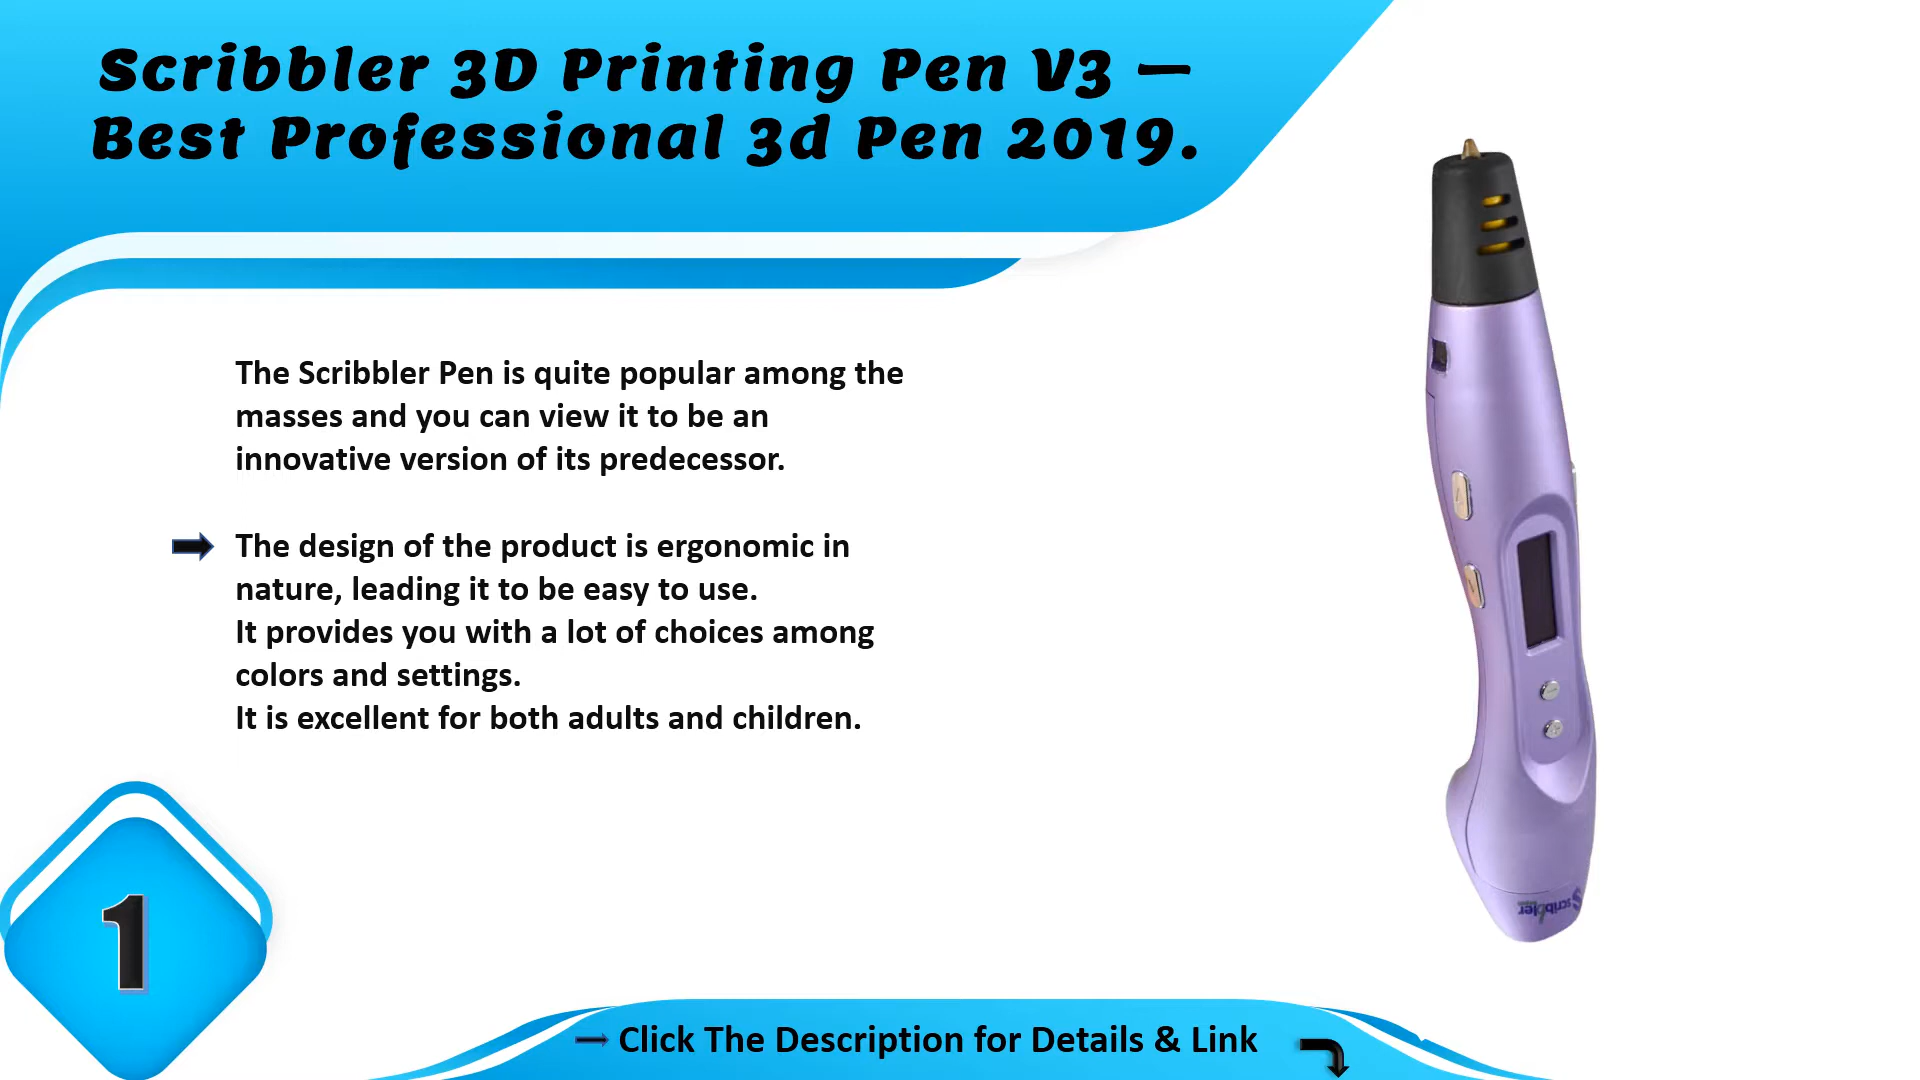 Scribbler 3D Printing Pen V3 —
Best Professional 3d Pen 2019.
The Scribbler Pen is quite popular among the
masses and you can view it to be an
innovative version of its predecessor.
The design of the product is ergonomic in
nature, leading it to be easy to use.
It provides you with a lot of choices among
colors and settings.
It is excellent for both adults and children.
scribbler
1
Click The Description for Details & Link